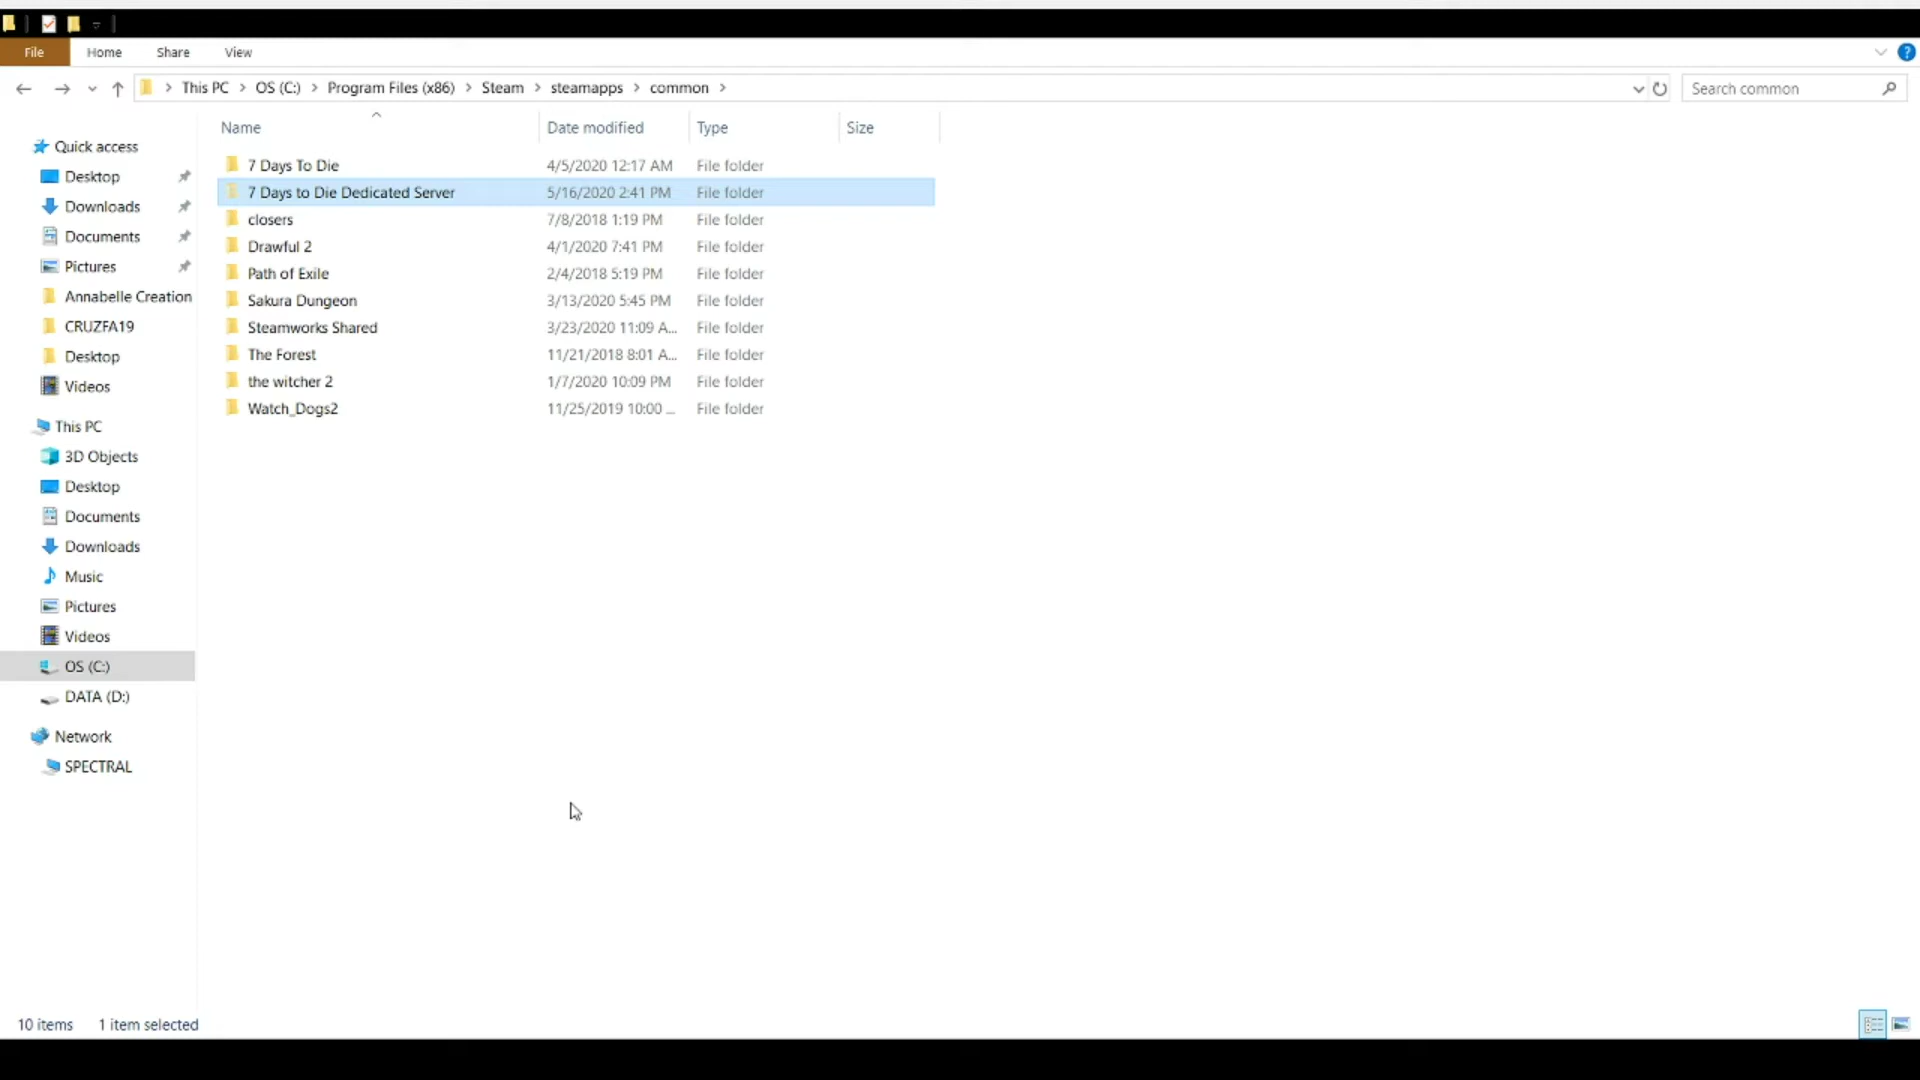 File Home Share View
This PC > OS (C:) > Program Files (x86) > Steam > steamapps > common >
Search common
Name Date modified Type Size
7 Days To Die 4/5/2020 12:17 AM File folder
7 Days to Die Dedicated Server 5/16/2020 2:41 PM File folder
closers 7/8/2018 1:19 PM File folder
Drawful 2 4/1/2020 7:41 PM File folder
Path of Exile 2/4/2018 5:19 PM File folder
Sakura Dungeon 3/13/2020 5:45 PM File folder
Steamworks Shared 3/23/2020 11:09 A... File folder
The Forest 11/21/2018 8:01 A... File folder
the witcher 2 1/7/2020 10:09 PM File folder
Watch_Dogs2 11/25/2019 10:00 ... File folder
Quick access
Desktop
Downloads
Documents
Pictures
Annabelle Creation
CRUZFA19
Desktop
Videos
This PC
3D Objects
Desktop
Documents
Downloads
Music
Pictures
Videos
OS (C:)
DATA (D:)
Network
SPECTRAL
10 items 1 item selected